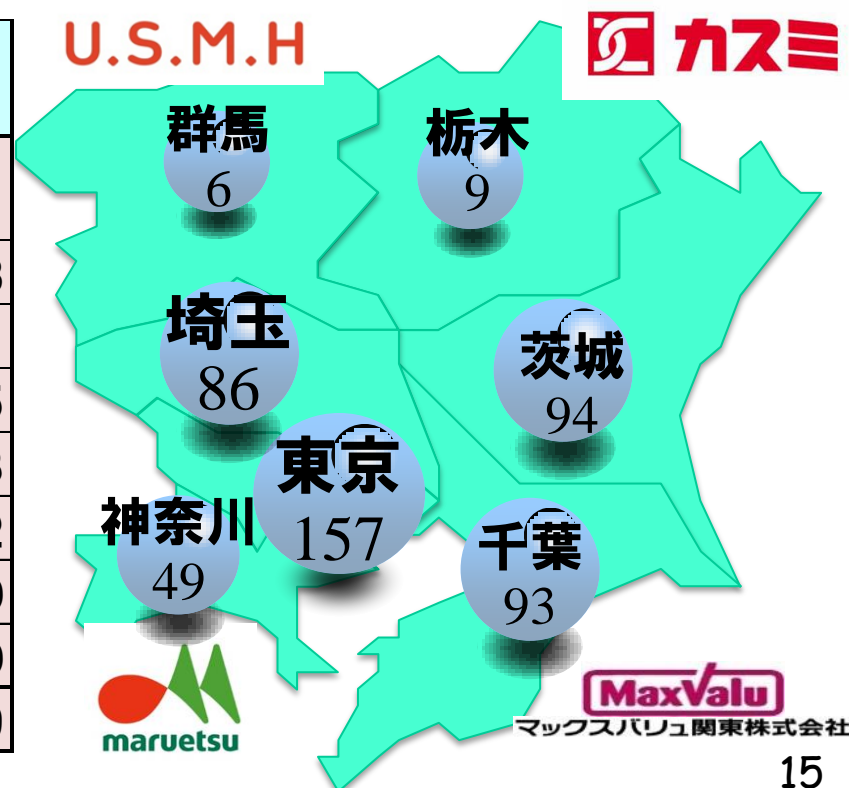 U.S.M.H
カスミ
群馬
6
栃木
9
埼玉
86
茨城
94
東京
157
神奈川
49
千葉
93
maruetsu
MaxValu
マックスバリュ関東株式会社
15